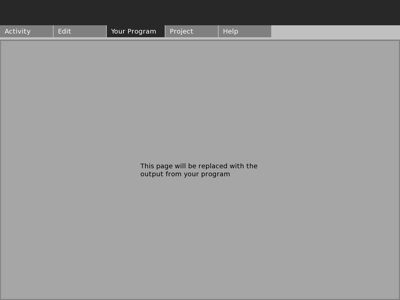 Activity
Edit
Your Program
Project
Help
This page will be replaced with the
output from your program